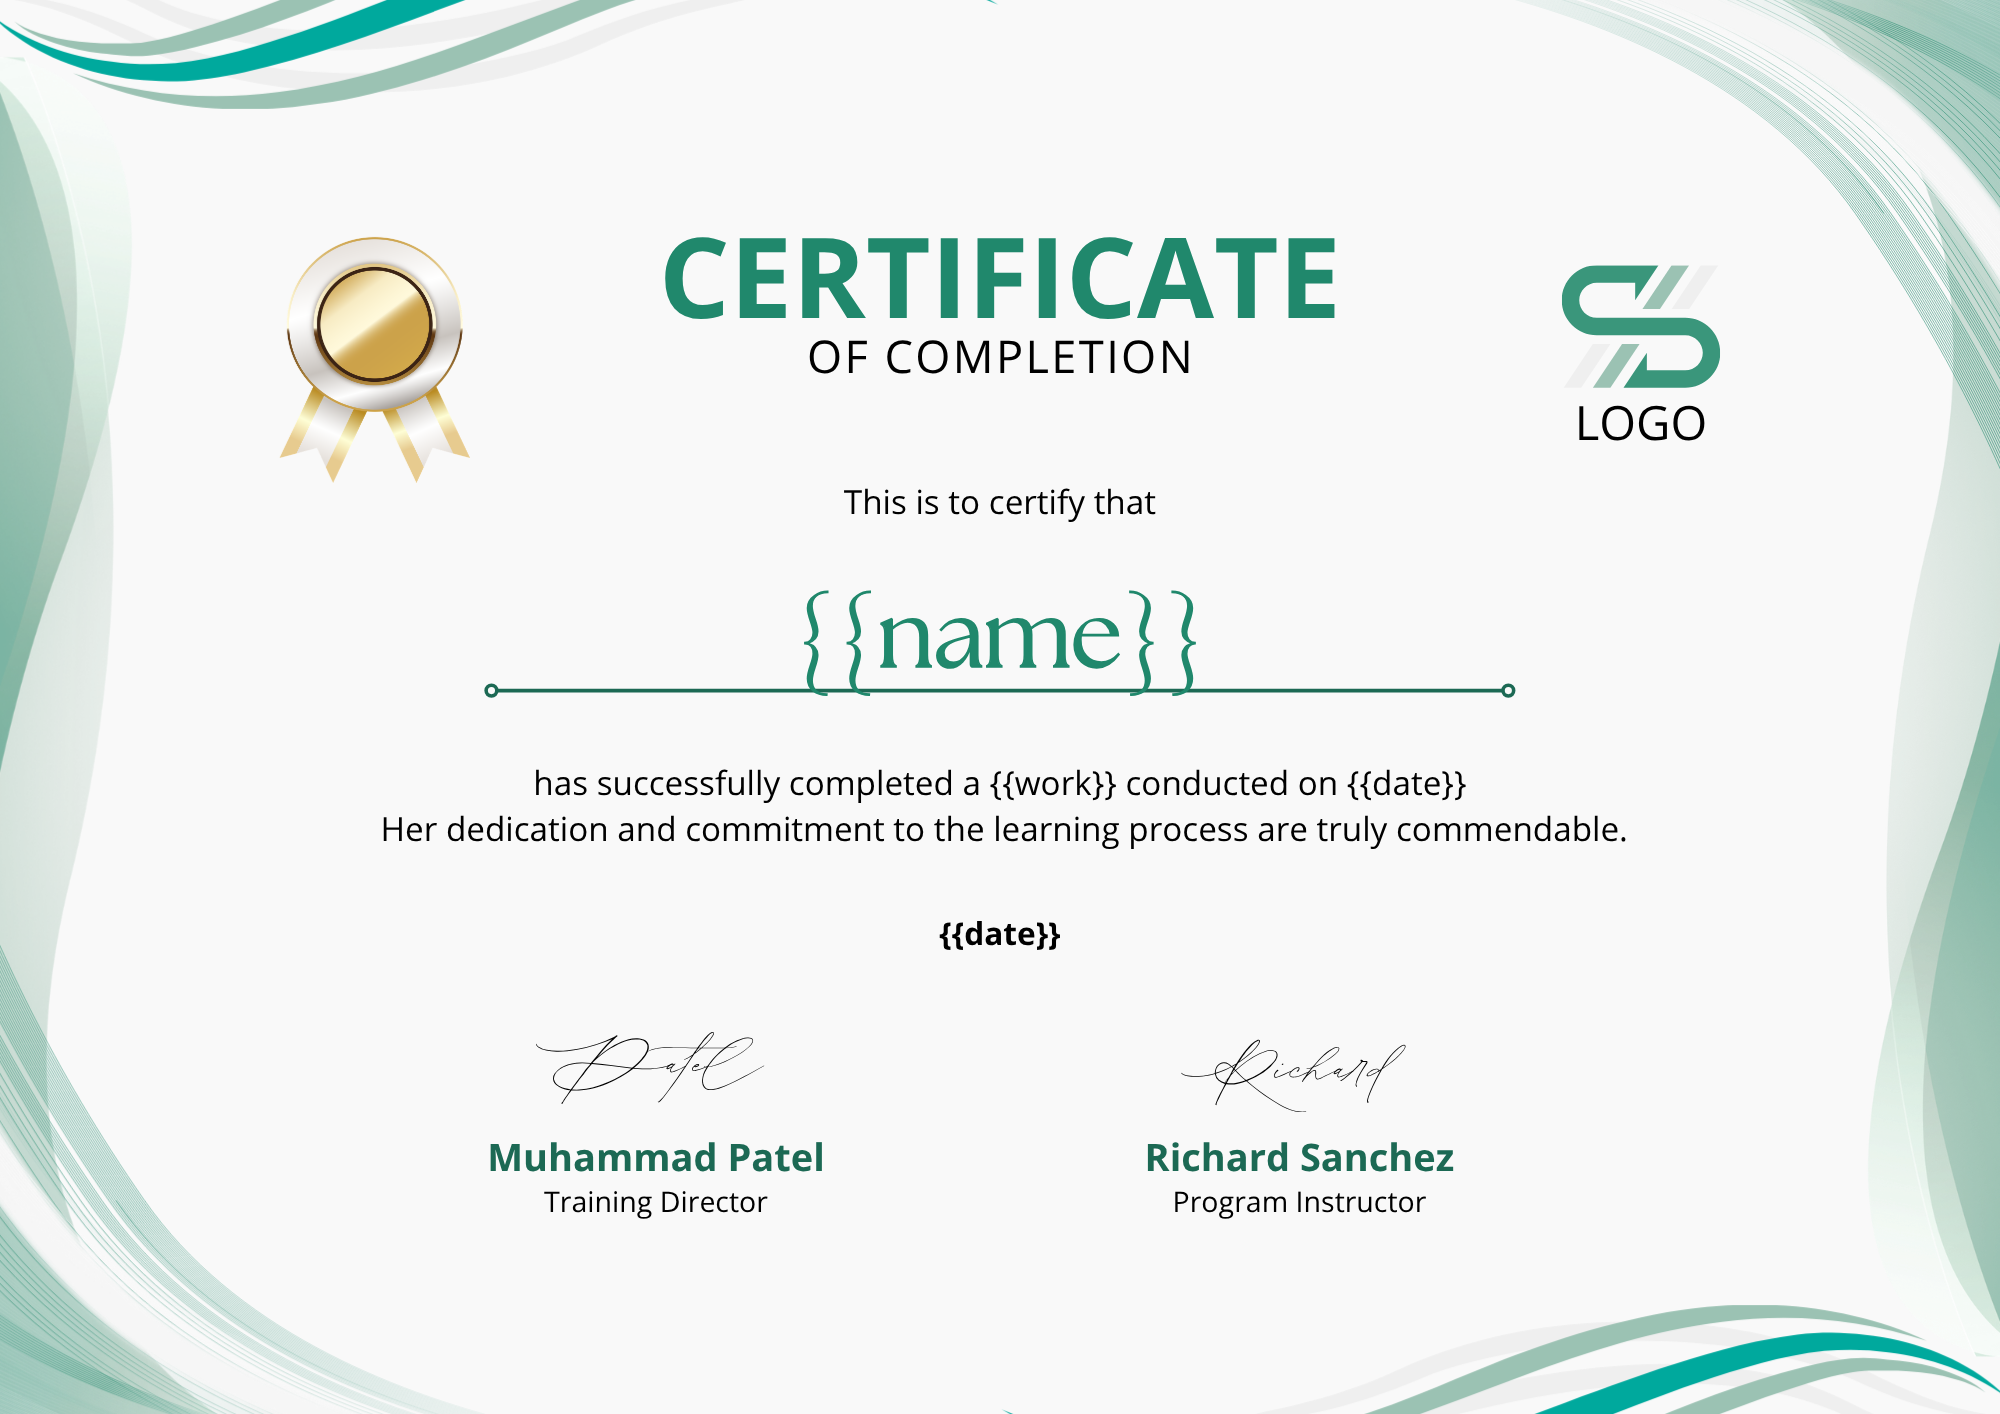 CERTIFICATE
OF COMPLETION
LOGO
This is to certify that
{{name}}
has successfully completed a {{work}} conducted on {{date}}
Her dedication and commitment to the learning process are truly commendable.
{{date}}
Patel
Richard
Muhammad Patel
Richard Sanchez
Training Director
Program Instructor